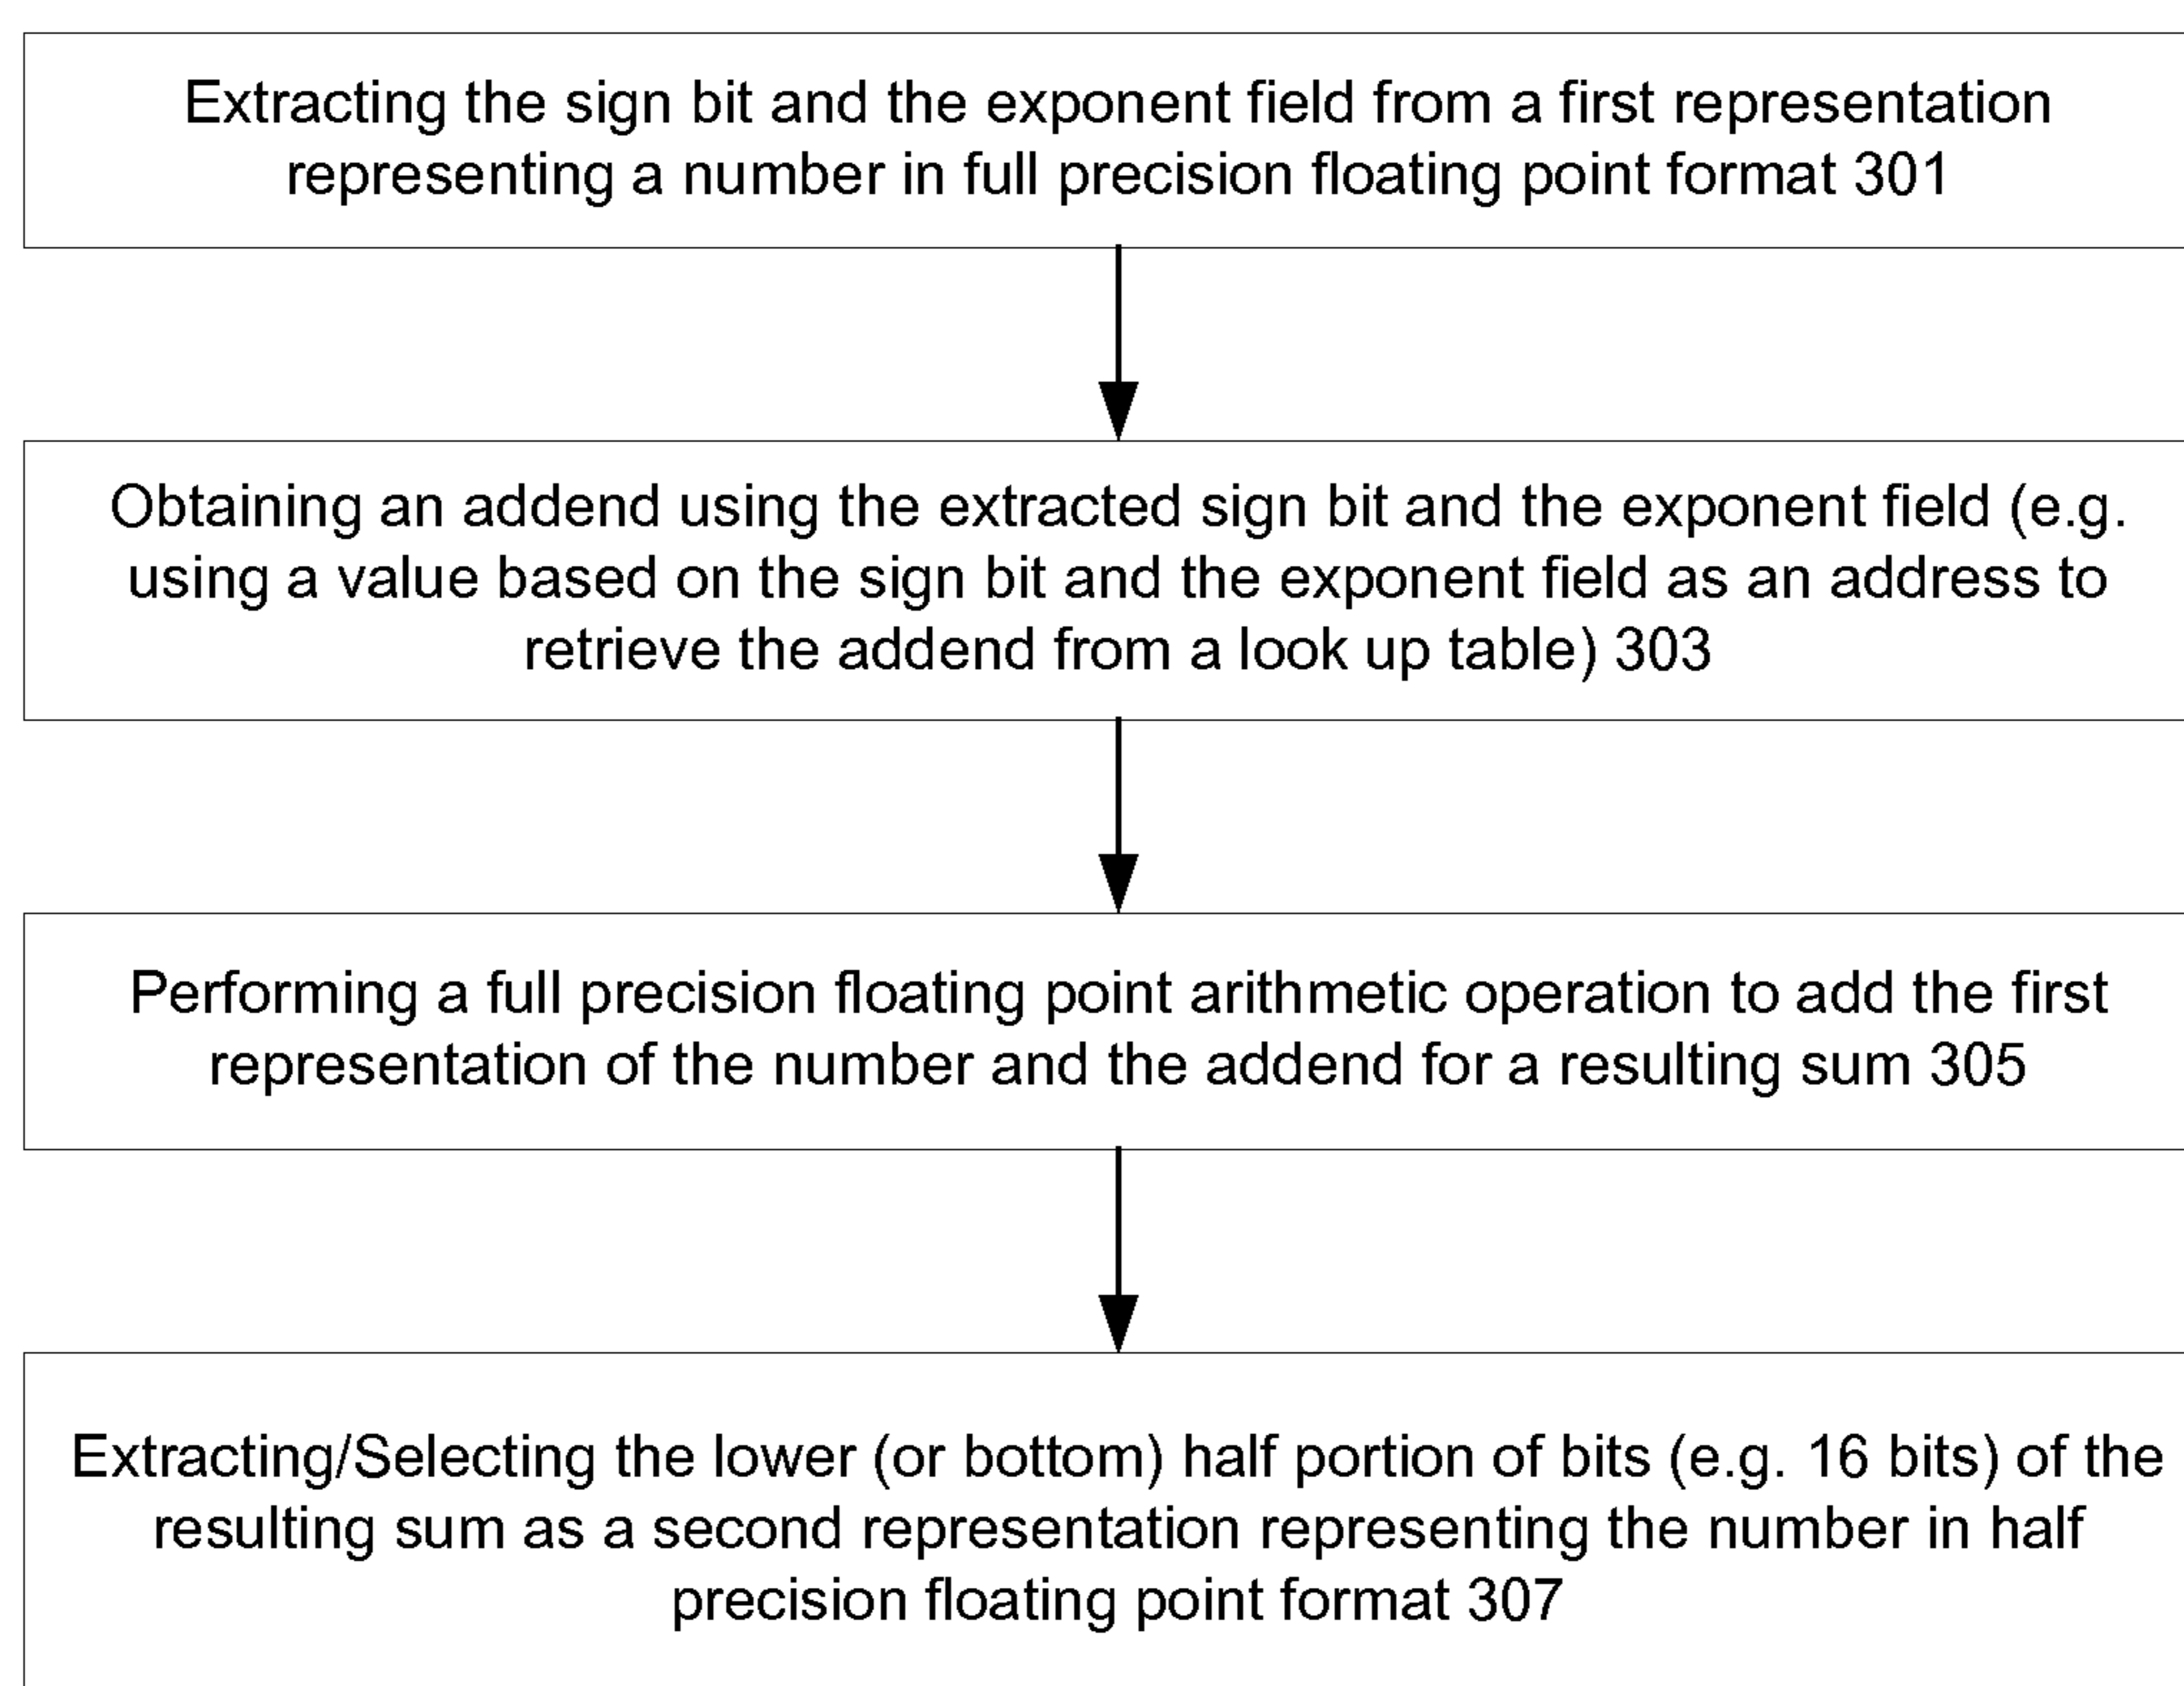 Extracting the sign bit and the exponent field from a first representation
representing a number in full precision floating point format 301
Obtaining an addend using the extracted sign bit and the exponent field (e.g.
using a value based on the sign bit and the exponent field as an address to
retrieve the addend from a look up table) 303
Performing a full precision floating point arithmetic operation to add the first
representation of the number and the addend for a resulting sum 305
Extracting/Selecting the lower (or bottom) half portion of bits (e.g. 16 bits) of the
resulting sum as a second representation representing the number in half
precision floating point format 307